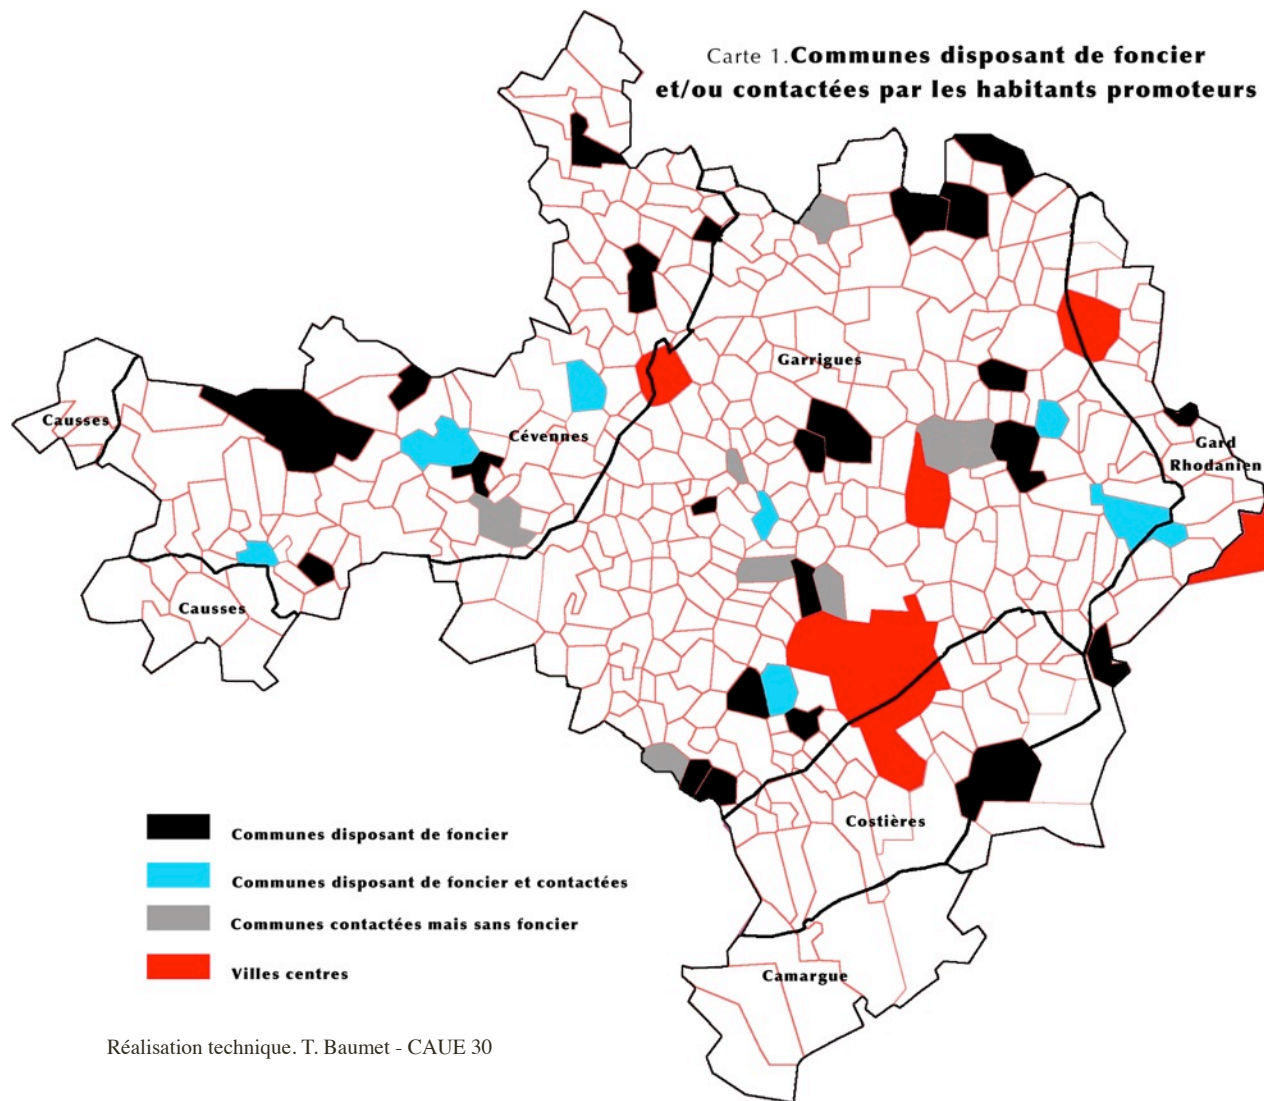 Carte 1.Communes disposant de foncier
et/ou contactées par les habitants promoteurs
Garrigues
Causses
Cévennes
Gard
Rhodanien
Causses
Costières
Camargue
Communes disposant de foncier
Communes disposant de foncier et contactées
Communes contactées mais sans foncier
Villes centres
Réalisation technique. T. Baumet - CAUE 30